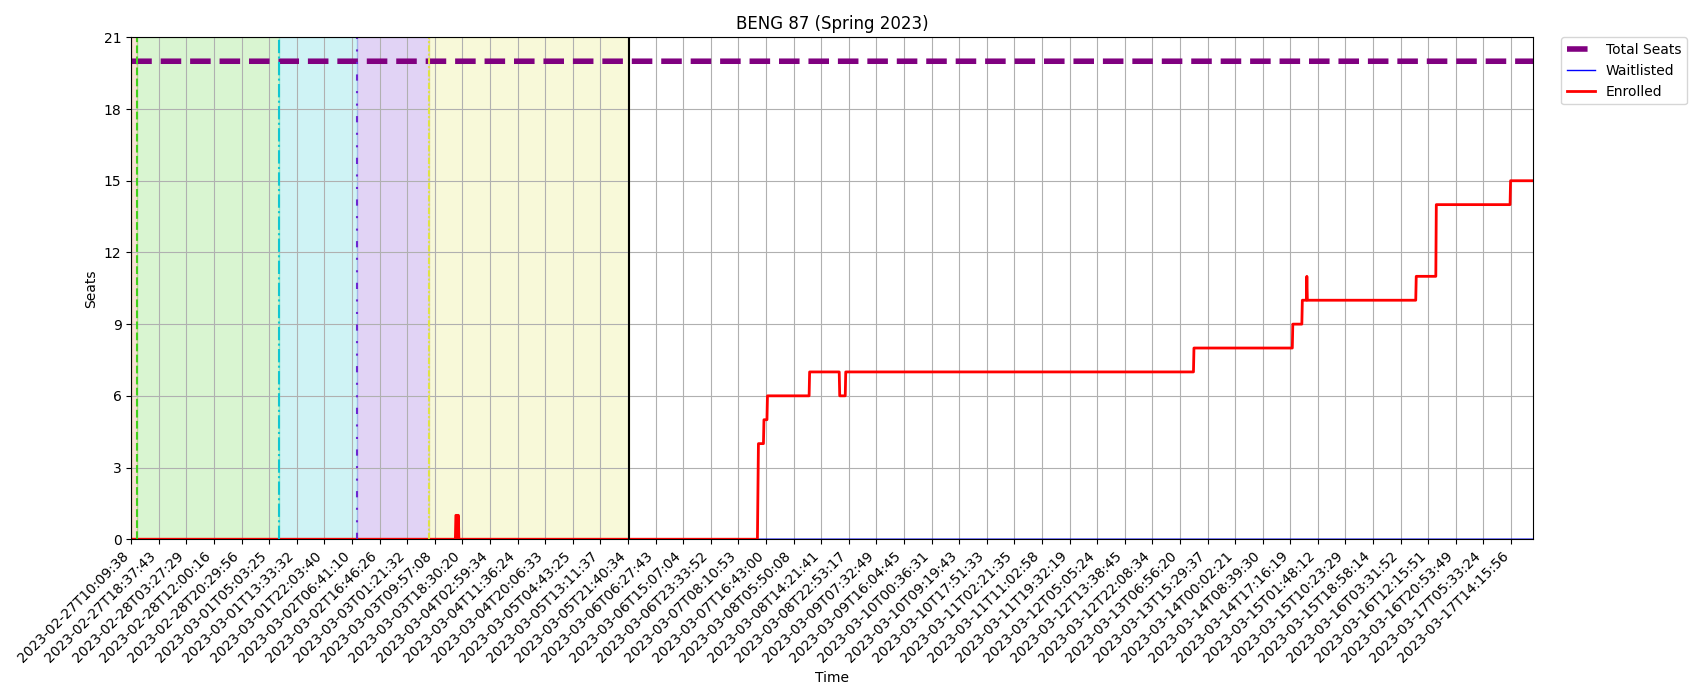 BENG 87 (Spring 2023)
21
18
15
12
9
6
3
0
Seats
Total Seats
Waitlisted
Enrolled
2023-02-27T10:09:38
2023-02-27T18:37:43
2023-02-28T03:27:29
2023-02-28T12:00:16
2023-02-28T20:29:56
2023-03-01T05:03:25
2023-03-01T13:33:32
2023-03-01T22:03:40
2023-03-02T06:41:10
2023-03-02T16:46:26
2023-03-03T01:21:32
2023-03-03T09:57:08
2023-03-03T18:30:20
2023-03-04T02:59:34
2023-03-04T11:36:24
2023-03-04T20:06:33
2023-03-05T04:43:25
2023-03-05T13:11:37
2023-03-05T21:40:34
2023-03-06T06:27:43
2023-03-06T15:07:04
2023-03-06T23:33:52
2023-03-07T08:10:53
2023-03-07T16:43:00
2023-03-08T05:50:08
2023-03-08T14:21:41
2023-03-08T22:53:17
2023-03-09T07:32:49
2023-03-09T16:04:45
2023-03-10T00:36:31
2023-03-10T09:19:43
2023-03-10T17:51:33
2023-03-11T02:21:35
2023-03-11T11:02:58
2023-03-11T19:32:19
2023-03-12T05:05:24
2023-03-12T13:38:45
2023-03-12T22:08:34
2023-03-13T06:56:20
2023-03-13T15:29:37
2023-03-14T00:02:21
2023-03-14T08:39:30
2023-03-14T17:16:19
2023-03-15T01:48:12
2023-03-15T10:23:29
2023-03-15T18:58:14
2023-03-16T03:31:52
2023-03-16T12:15:51
2023-03-16T20:53:49
2023-03-17T05:33:24
2023-03-17T14:15:56
Time